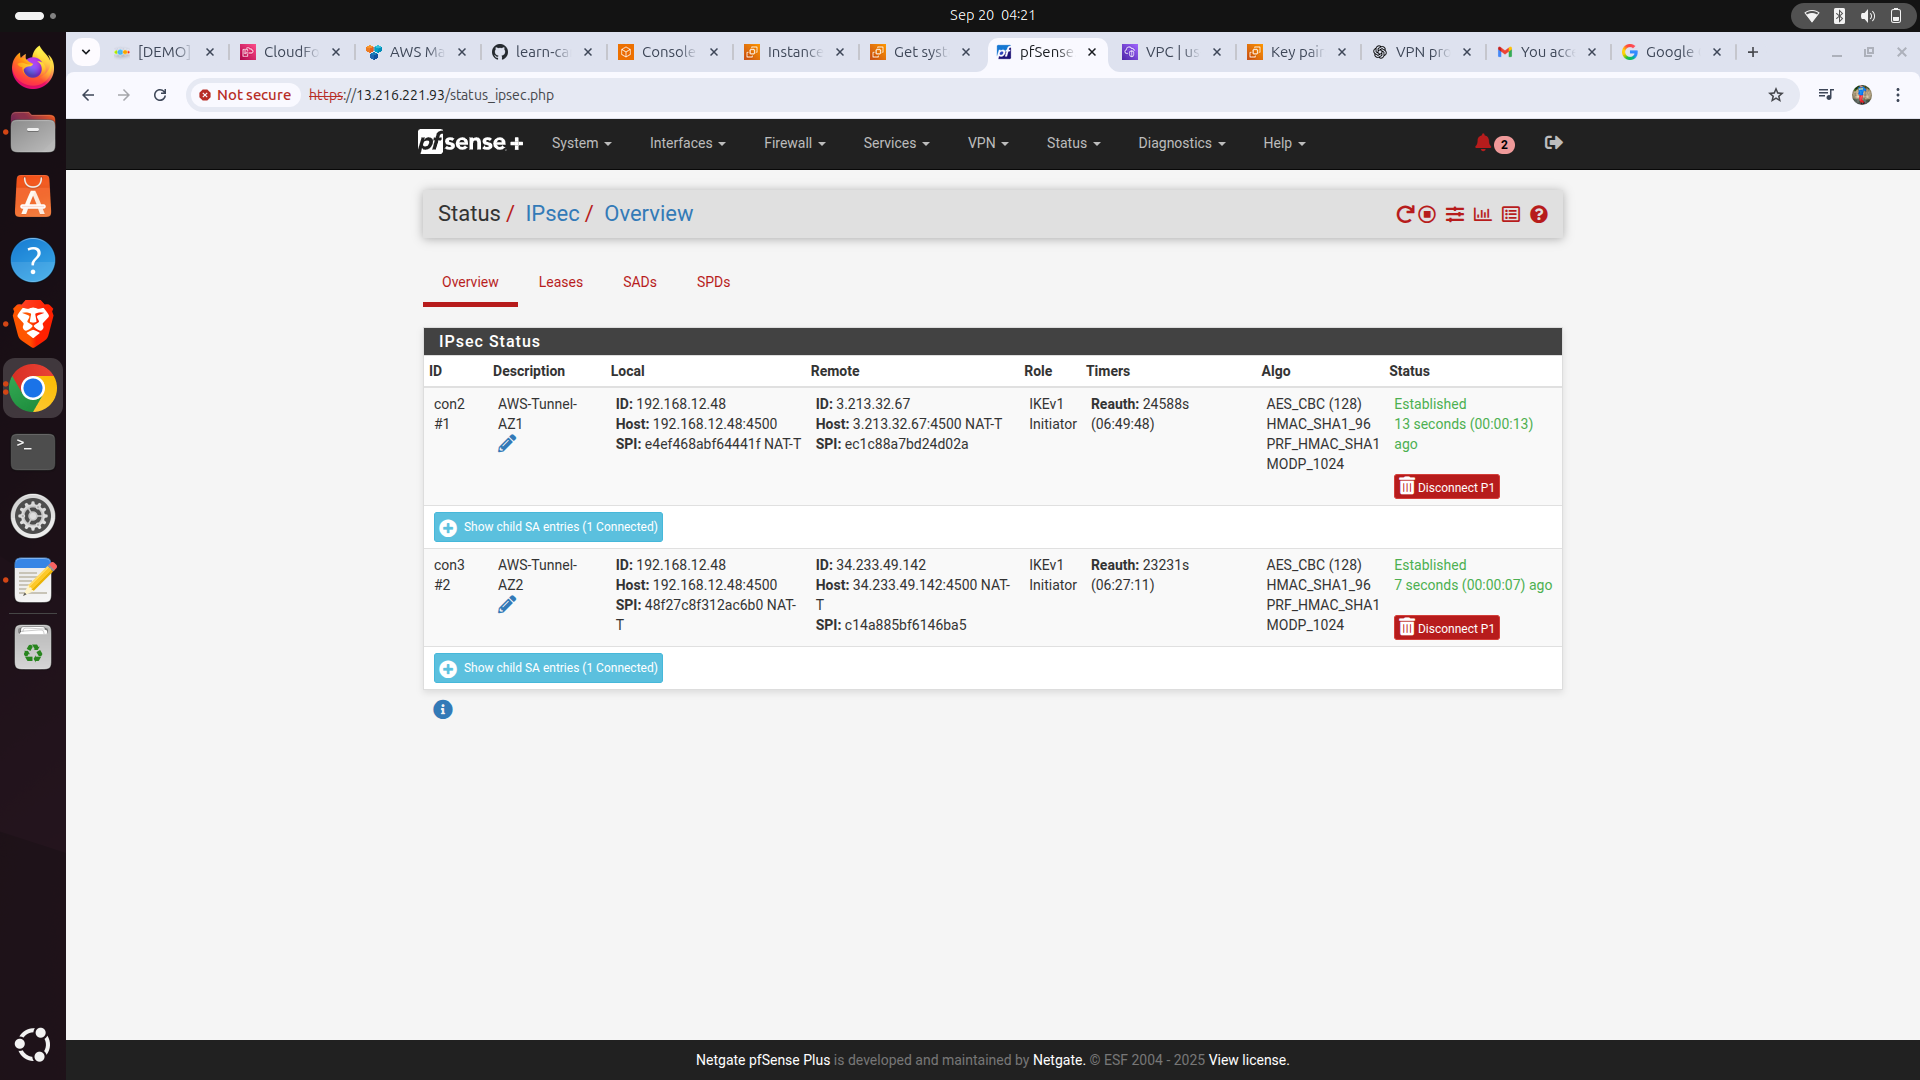 Sep 20 04:21
[DEMO]
CloudFo
AWS Ma
learn-ca
Console
Instance
Get syst
pfSense
VPC | us
Key pair
VPN pro
You acc
Google
Not secure
https://13.216.221.93/status_ipsec.php
pfsense+
System
Interfaces
Firewall
Services
VPN
Status
Diagnostics
Help
2
Status / IPsec / Overview
Overview
Leases
SADs
SPDs
IPsec Status
ID Description Local Remote Role Timers Algo Status
con2
#1
AWS-Tunnel-
AZ1
ID: 192.168.12.48
Host: 192.168.12.48:4500
SPI: e4ef468abf64441f NAT-T
ID: 3.213.32.67
Host: 3.213.32.67:4500 NAT-T
SPI: ec1c88a7bd24d02a
IKEv1
Initiator
Reauth: 24588s
(06:49:48)
AES_CBC (128)
HMAC_SHA1_96
PRF_HMAC_SHA1
MODP_1024
Established
13 seconds (00:00:13)
ago
Disconnect P1
Show child SA entries (1 Connected)
con3
#2
AWS-Tunnel-
AZ2
ID: 192.168.12.48
Host: 192.168.12.48:4500
SPI: 48f27c8f312ac6b0 NAT-
T
ID: 34.233.49.142
Host: 34.233.49.142:4500 NAT-
T
SPI: c14a885bf6146ba5
IKEv1
Initiator
Reauth: 23231s
(06:27:11)
AES_CBC (128)
HMAC_SHA1_96
PRF_HMAC_SHA1
MODP_1024
Established
7 seconds (00:00:07) ago
Disconnect P1
Show child SA entries (1 Connected)
Netgate pfSense Plus is developed and maintained by Netgate. © ESF 2004 - 2025 View license.